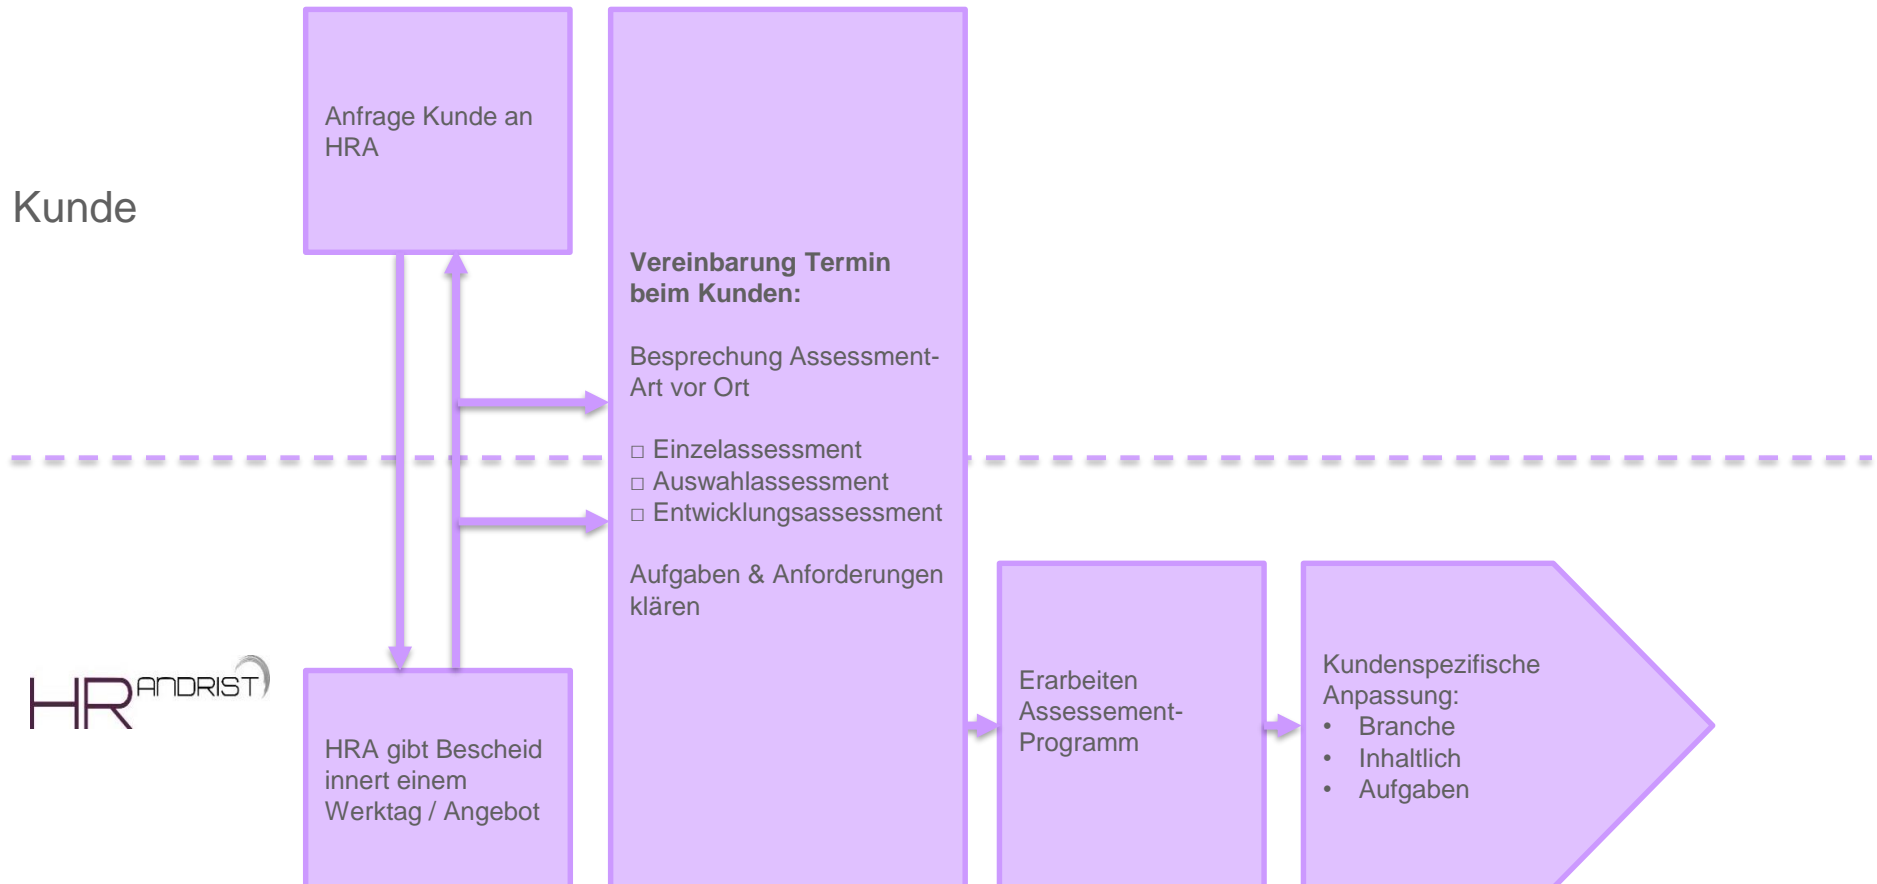 Anfrage Kunde an
HRA
Kunde
Vereinbarung Termin
beim Kunden:
Besprechung Assessment-
Art vor Ort
□ Einzelassessment
□ Auswahlassessment
□ Entwicklungsassessment
Aufgaben & Anforderungen
klären
HR ANDRIST
HRA gibt Bescheid
innert einem
Werktag / Angebot
Erarbeiten
Assessement-
Programm
Kundenspezifische
Anpassung:
• Branche
• Inhaltlich
• Aufgaben